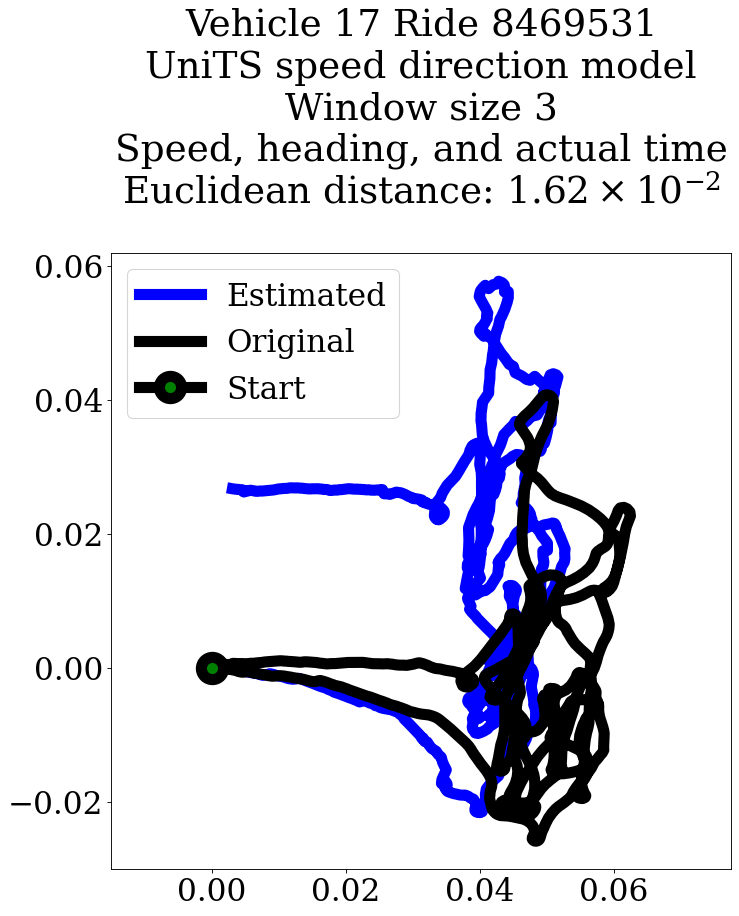 Vehicle 17 Ride 8469531
UniTS speed direction model
Window size 3
Speed, heading, and actual time
Euclidean distance: 1.62 × 10⁻²
0.06
Estimated
Original
Start
0.04
0.02
0.00
−0.02
0.00 0.02 0.04 0.06